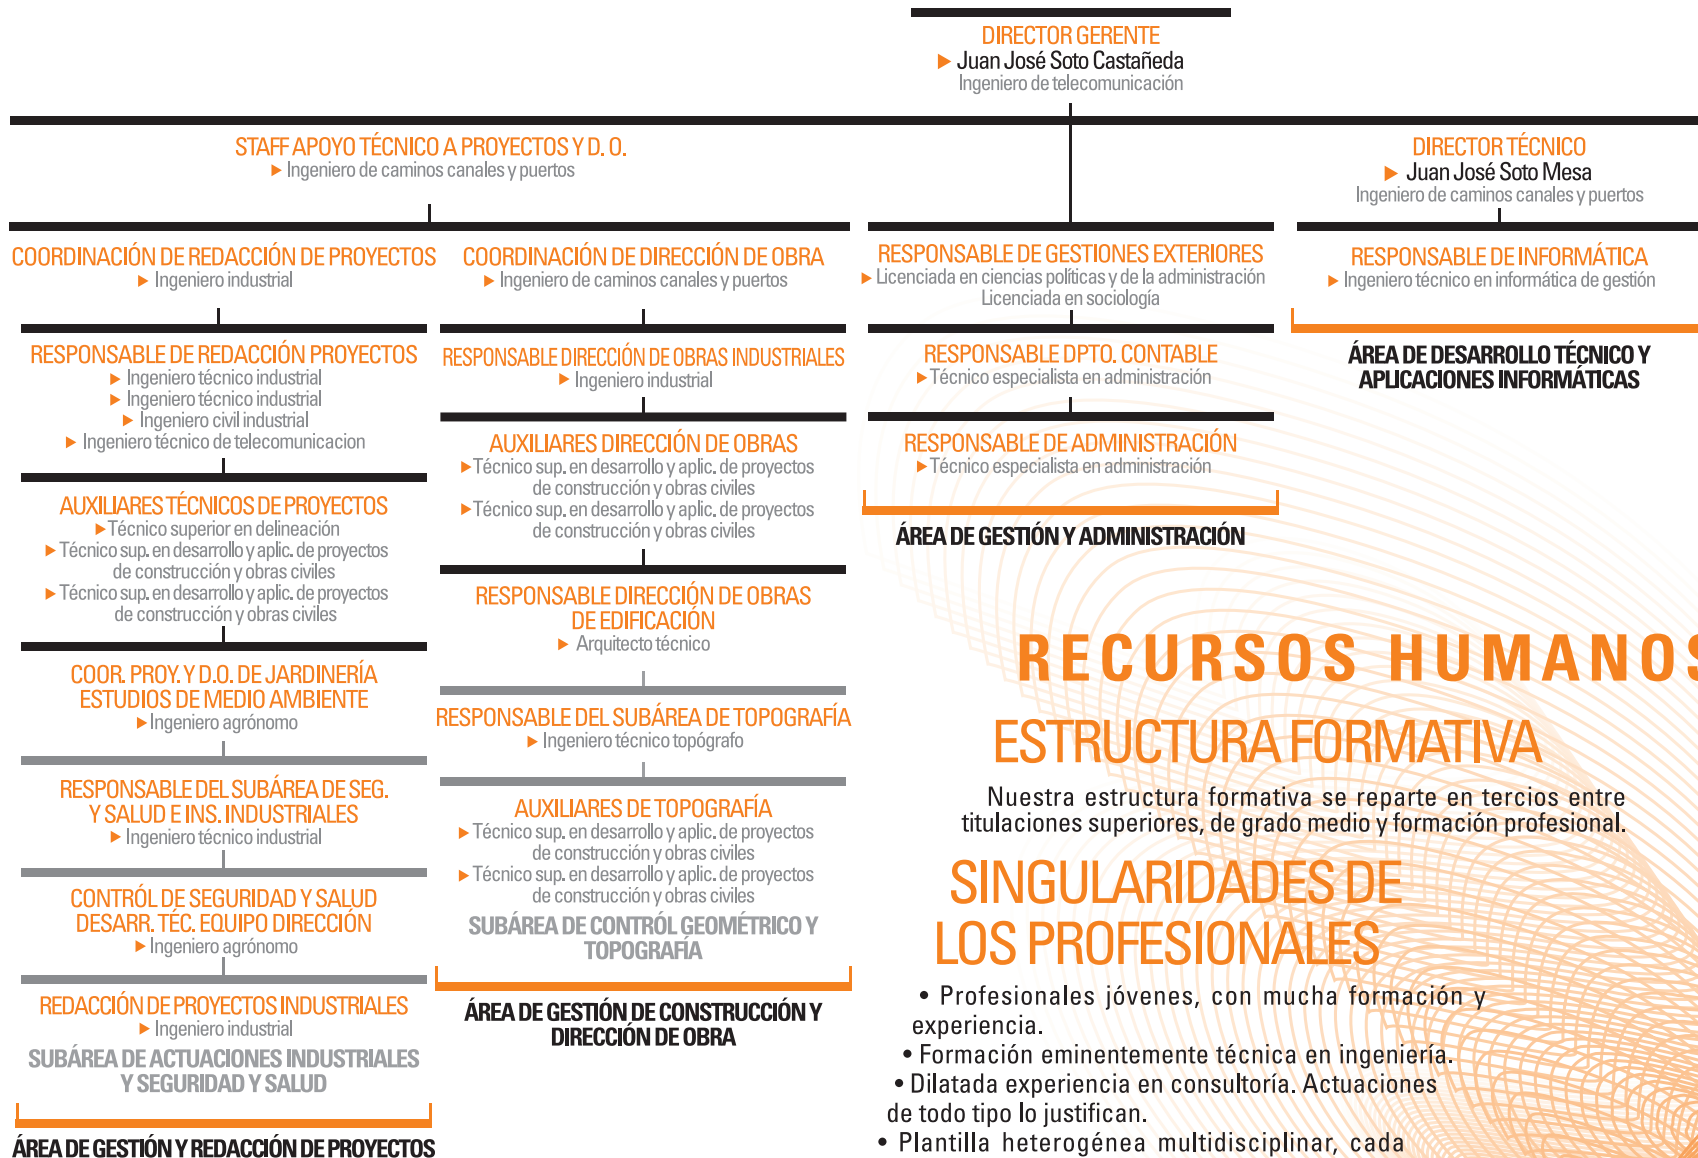 DIRECTOR GERENTE
▶ Juan José Soto Castañeda
Ingeniero de telecomunicación
STAFF APOYO TÉCNICO A PROYECTOS Y D. O.
▶ Ingeniero de caminos canales y puertos
DIRECTOR TÉCNICO
▶ Juan José Soto Mesa
Ingeniero de caminos canales y puertos
COORDINACIÓN DE REDACCIÓN DE PROYECTOS
▶ Ingeniero industrial
RESPONSABLE DE REDACCIÓN PROYECTOS
▶ Ingeniero técnico industrial
▶ Ingeniero técnico industrial
▶ Ingeniero civil industrial
▶ Ingeniero técnico de telecomunicacion
AUXILIARES TÉCNICOS DE PROYECTOS
▶ Técnico superior en delineación
▶ Técnico sup. en desarrollo y aplic. de proyectos
de construcción y obras civiles
▶ Técnico sup. en desarrollo y aplic. de proyectos
de construcción y obras civiles
COOR. PROY. Y D.O. DE JARDINERÍA
ESTUDIOS DE MEDIO AMBIENTE
▶ Ingeniero agrónomo
RESPONSABLE DEL SUBÁREA DE SEG.
Y SALUD E INS. INDUSTRIALES
▶ Ingeniero técnico industrial
CONTRÓL DE SEGURIDAD Y SALUD
DESARR. TÉC. EQUIPO DIRECCIÓN
▶ Ingeniero agrónomo
REDACCIÓN DE PROYECTOS INDUSTRIALES
▶ Ingeniero industrial
SUBÁREA DE ACTUACIONES INDUSTRIALES
Y SEGURIDAD Y SALUD
ÁREA DE GESTIÓN Y REDACCIÓN DE PROYECTOS
COORDINACIÓN DE DIRECCIÓN DE OBRA
▶ Ingeniero de caminos canales y puertos
RESPONSABLE DIRECCIÓN DE OBRAS INDUSTRIALES
▶ Ingeniero industrial
AUXILIARES DIRECCIÓN DE OBRAS
▶ Técnico sup. en desarrollo y aplic. de proyectos
de construcción y obras civiles
▶ Técnico sup. en desarrollo y aplic. de proyectos
de construcción y obras civiles
RESPONSABLE DIRECCIÓN DE OBRAS
DE EDIFICACIÓN
▶ Arquitecto técnico
RESPONSABLE DEL SUBÁREA DE TOPOGRAFÍA
▶ Ingeniero técnico topógrafo
AUXILIARES DE TOPOGRAFÍA
▶ Técnico sup. en desarrollo y aplic. de proyectos
de construcción y obras civiles
▶ Técnico sup. en desarrollo y aplic. de proyectos
de construcción y obras civiles
SUBÁREA DE CONTRÓL GEOMÉTRICO Y
TOPOGRAFÍA
ÁREA DE GESTIÓN DE CONSTRUCCIÓN Y
DIRECCIÓN DE OBRA
RESPONSABLE DE GESTIONES EXTERIORES
▶ Licenciada en ciencias políticas y de la administración
Licenciada en sociología
RESPONSABLE DPTO. CONTABLE
▶ Técnico especialista en administración
RESPONSABLE DE ADMINISTRACIÓN
▶ Técnico especialista en administración
ÁREA DE GESTIÓN Y ADMINISTRACIÓN
RESPONSABLE DE INFORMÁTICA
▶ Ingeniero técnico en informática de gestión
ÁREA DE DESARROLLO TÉCNICO Y
APLICACIONES INFORMÁTICAS
RECURSOS HUMANOS
ESTRUCTURA FORMATIVA
Nuestra estructura formativa se reparte en tercios entre
titulaciones superiores, de grado medio y formación profesional.
SINGULARIDADES DE
LOS PROFESIONALES
• Profesionales jóvenes, con mucha formación y
experiencia.
• Formación eminentemente técnica en ingeniería.
• Dilatada experiencia en consultoría. Actuaciones
de todo tipo lo justifican.
• Plantilla heterogénea multidisciplinar, cada